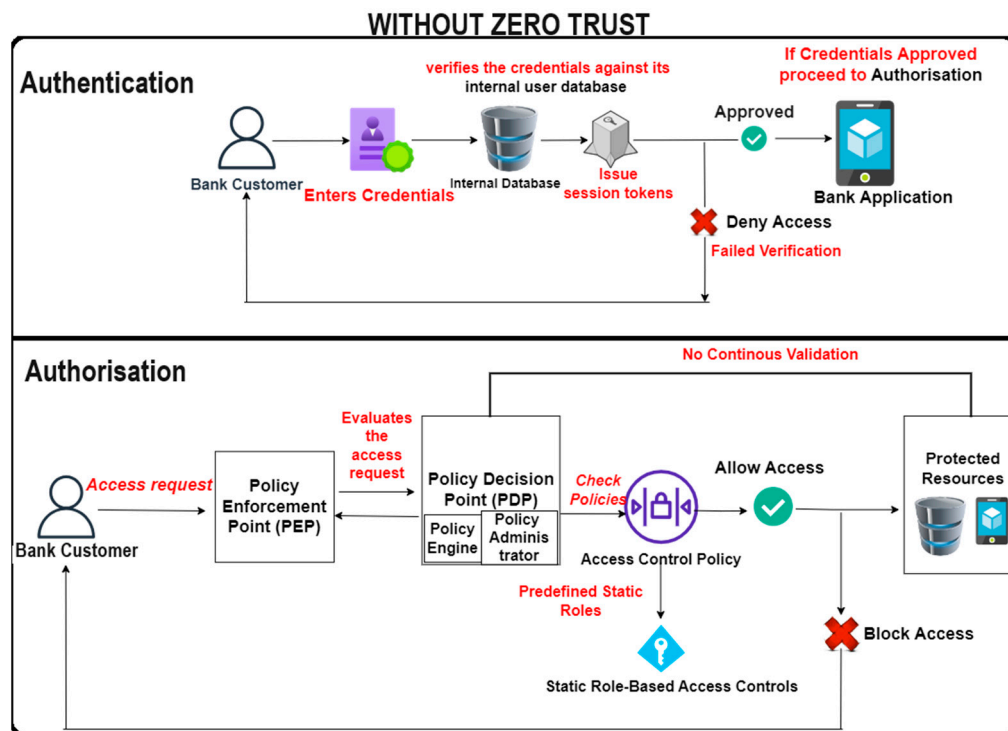 WITHOUT ZERO TRUST
Authentication
verifies the credentials against its
internal user database
If Credentials Approved
proceed to Authorisation
Approved
Bank Customer
Enters Credentials
Internal Database
Issue
session tokens
Bank Application
Deny Access
Failed Verification
Authorisation
No Continous Validation
Evaluates
the
access
request
Access request
Policy
Enforcement
Point (PEP)
Policy Decision
Point (PDP)
Policy
Engine
Policy
Adminis
trator
Check
Policies
Allow Access
Protected
Resources
Bank Customer
Access Control Policy
Predefined Static
Roles
Block Access
Static Role-Based Access Controls